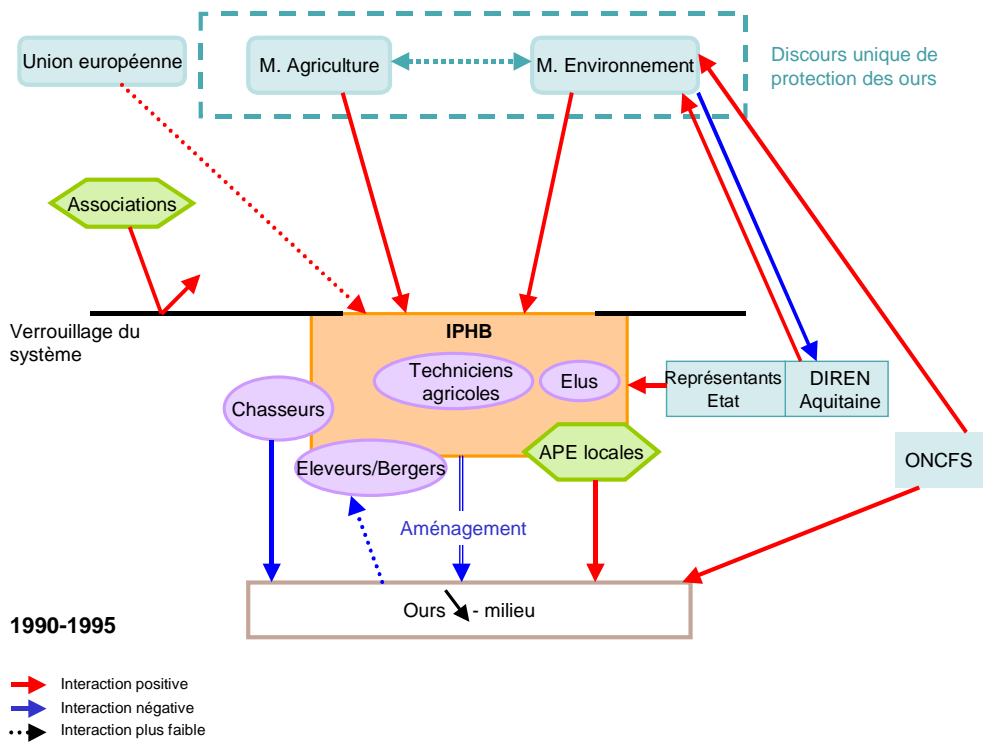 Union européenne
M. Agriculture
M. Environnement
Discours unique de
protection des ours
Associations
Verrouillage du
système
IPHB
Techniciens
agricoles
Elus
Chasseurs
Représentants
Etat
DIREN
Aquitaine
Eleveurs/Bergers
APE locales
ONCFS
Aménagement
Ours - milieu
1990-1995
Interaction positive
Interaction négative
Interaction plus faible